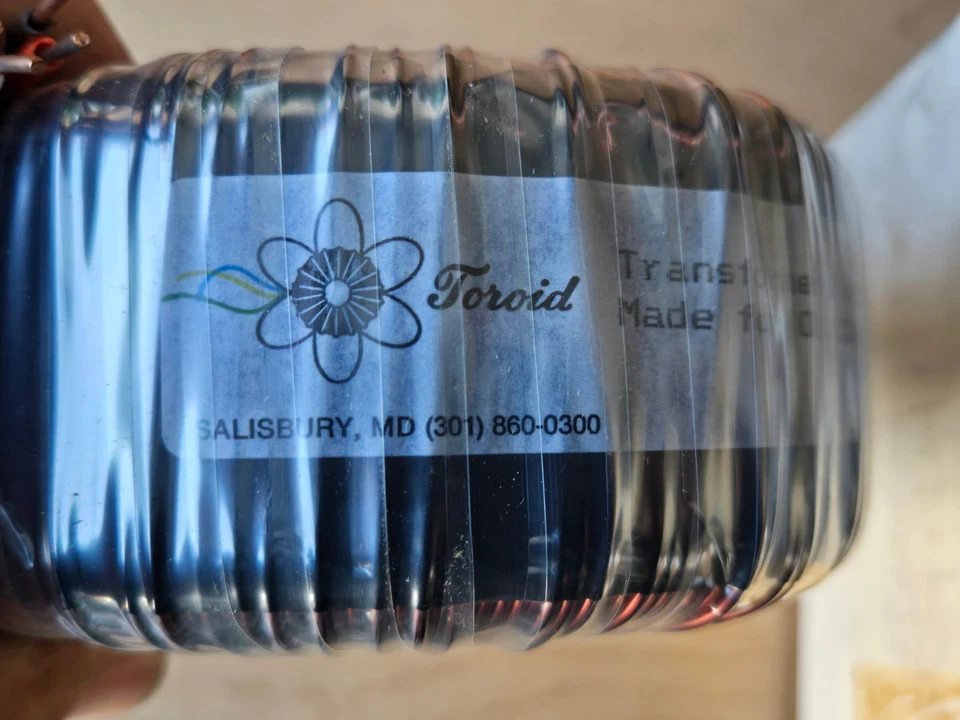 Toroid
Made
SALISBURY, MD (301) 860-0300